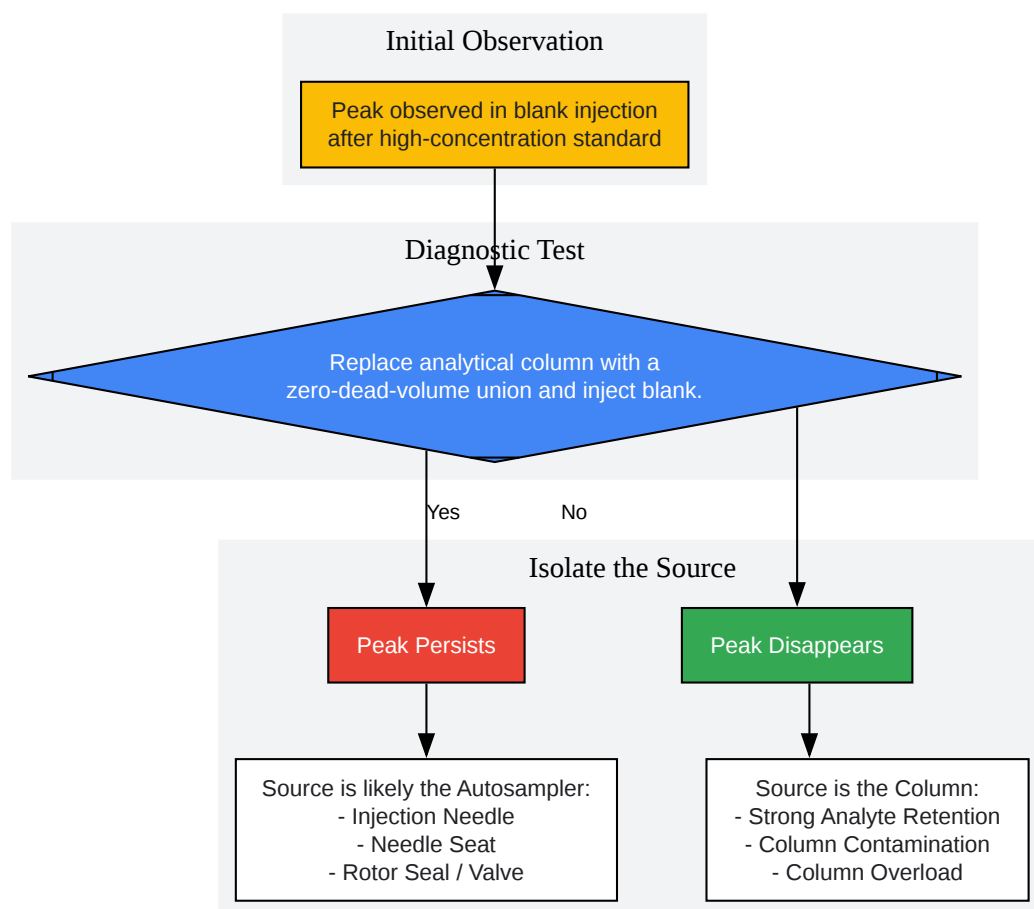 Initial Observation
Peak observed in blank injection
after high-concentration standard
Diagnostic Test
Replace analytical column with a
zero-dead-volume union and inject blank.
Yes
No
Isolate the Source
Peak Persists
Peak Disappears
Source is likely the Autosampler:
- Injection Needle
- Needle Seat
- Rotor Seal / Valve
Source is the Column:
- Strong Analyte Retention
- Column Contamination
- Column Overload